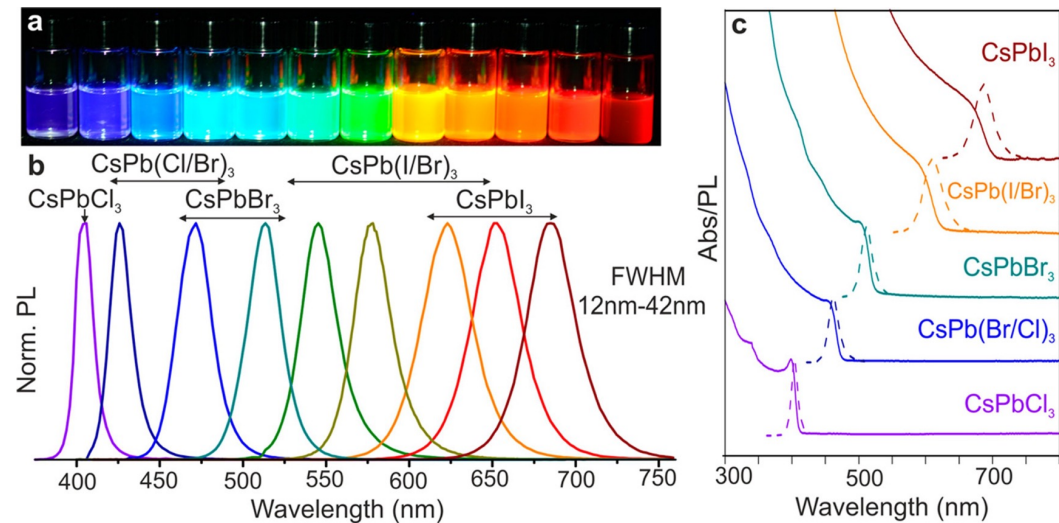 a
b
CsPb(Cl/Br)₃
CsPb(I/Br)₃
CsPbCl₃
CsPbBr₃
CsPbI₃
FWHM
12nm-42nm
Norm. PL
400 450 500 550 600 650 700 750
Wavelength (nm)
c
CsPbI₃
CsPb(I/Br)₃
CsPbBr₃
CsPb(Br/Cl)₃
CsPbCl₃
Abs/PL
300 500 700
Wavelength (nm)